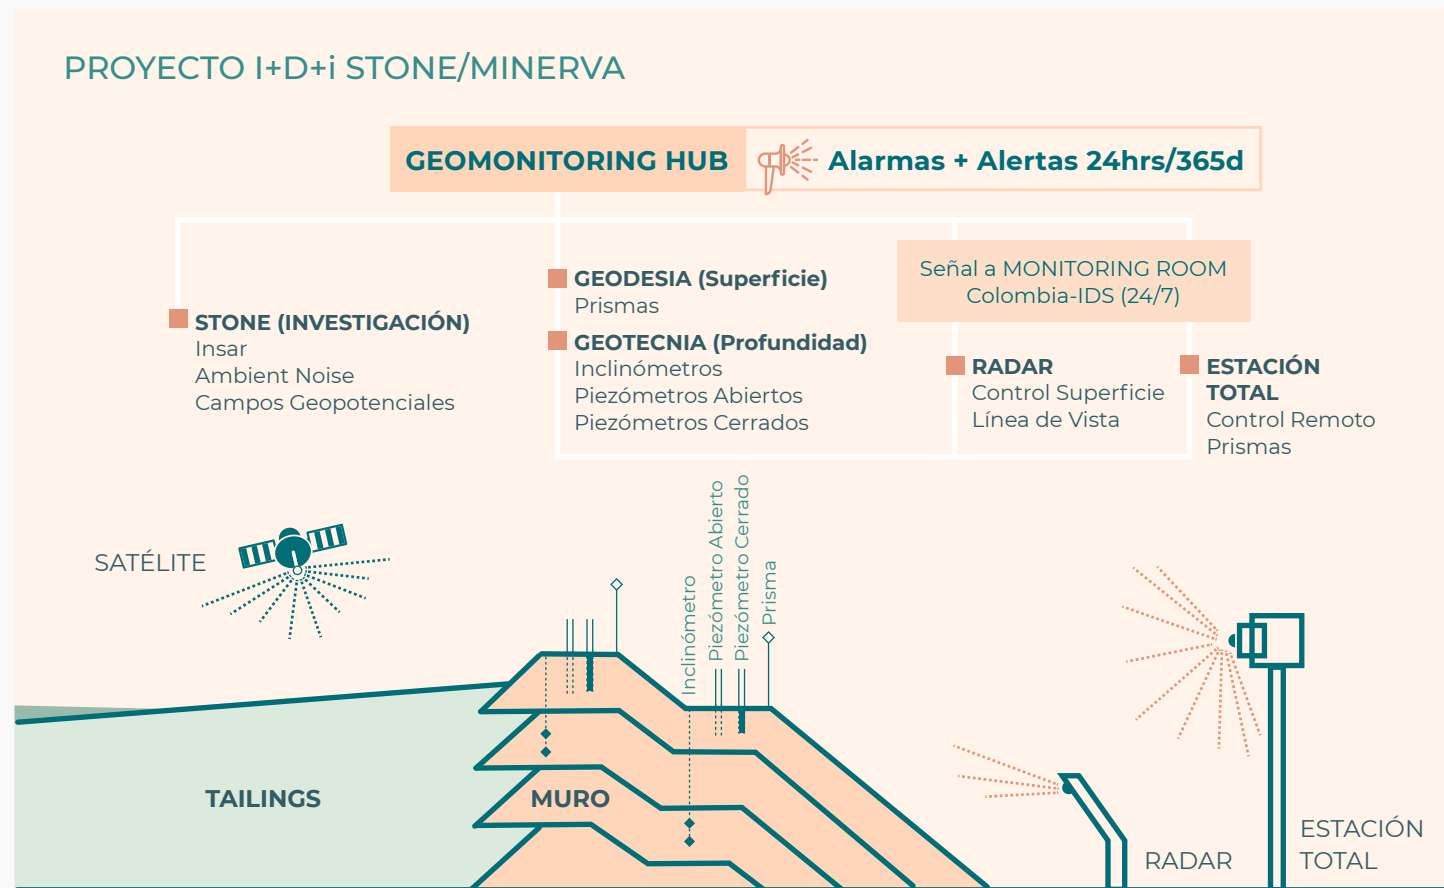 PROYECTO I+D+i STONE/MINERVA
GEOMONITORING HUB
Alarmas + Alertas 24hrs/365d
STONE (INVESTIGACIÓN)
Insar
Ambient Noise
Campos Geopotenciales
GEODESIA (Superficie)
Prismas
GEOTECNIA (Profundidad)
Inclinómetros
Piezómetros Abiertos
Piezómetros Cerrados
Señal a MONITORING ROOM
Colombia-IDS (24/7)
RADAR
Control Superficie
Línea de Vista
ESTACIÓN
TOTAL
Control Remoto
Prismas
SATÉLITE
Inclinómetro
Piezómetro Abierto
Piezómetro Cerrado
Prisma
TAILINGS
MURO
RADAR
ESTACIÓN
TOTAL